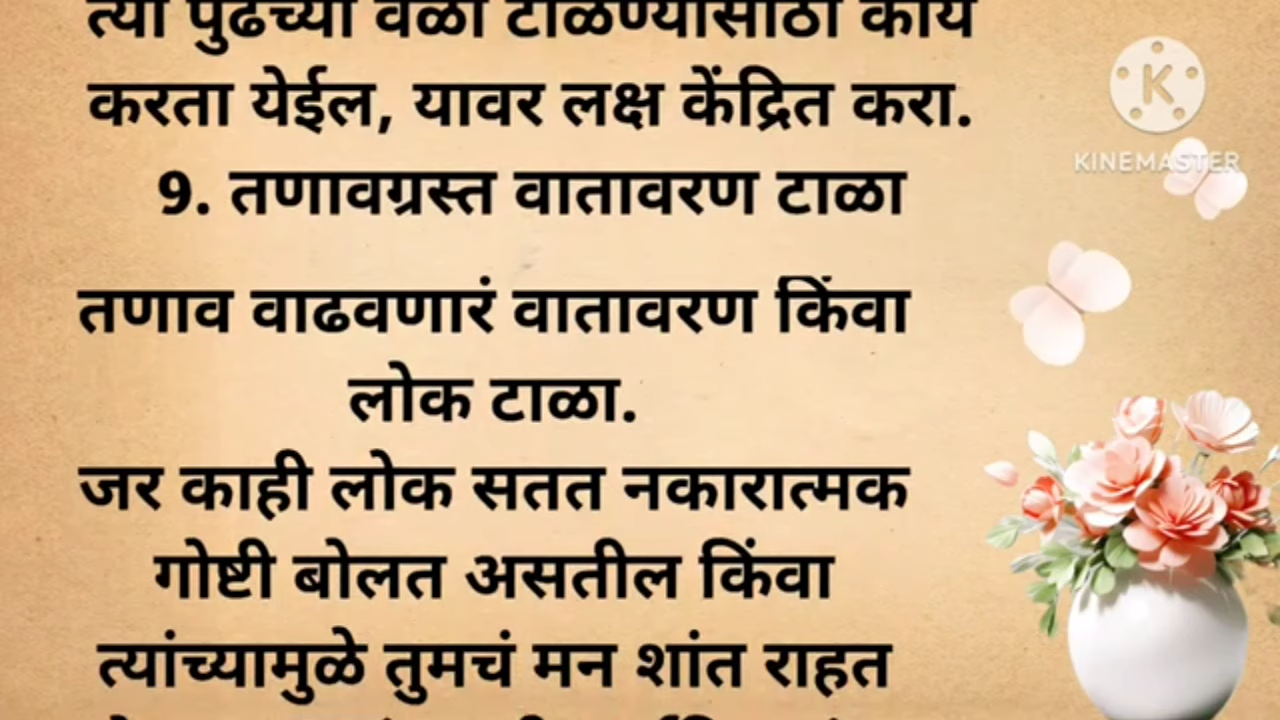 त्या पुढच्या वेळी टाळण्यासाठी काय
करता येईल, यावर लक्ष केंद्रित करा.
KINEMASTER
9. तणावग्रस्त वातावरण टाळा
तणाव वाढवणारं वातावरण किंवा
लोक टाळा.
जर काही लोक सतत नकारात्मक
गोष्टी बोलत असतील किंवा
त्यांच्यामुळे तुमचं मन शांत राहत